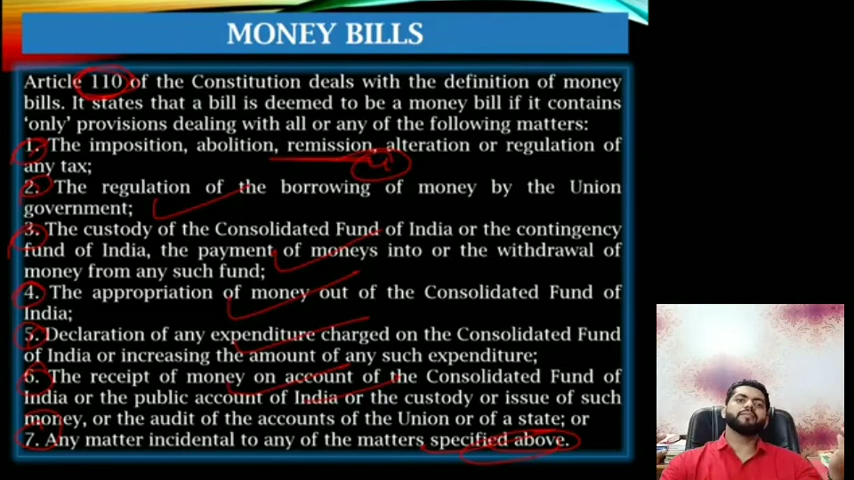 MONEY BILLS
Article 110 of the Constitution deals with the definition of money
bills. It states that a bill is deemed to be a money bill if it contains
‘only’ provisions dealing with all or any of the following matters:
1. The imposition, abolition, remission, alteration or regulation of
any tax;
2. The regulation of the borrowing of money by the Union
government;
3. The custody of the Consolidated Fund of India or the contingency
fund of India, the payment of moneys into or the withdrawal of
money from any such fund;
4. The appropriation of money out of the Consolidated Fund of
India;
5. Declaration of any expenditure charged on the Consolidated Fund
of India or increasing the amount of any such expenditure;
6. The receipt of money on account of the Consolidated Fund of
India or the public account of India or the custody or issue of such
money, or the audit of the accounts of the Union or of a state; or
7. Any matter incidental to any of the matters specified above.